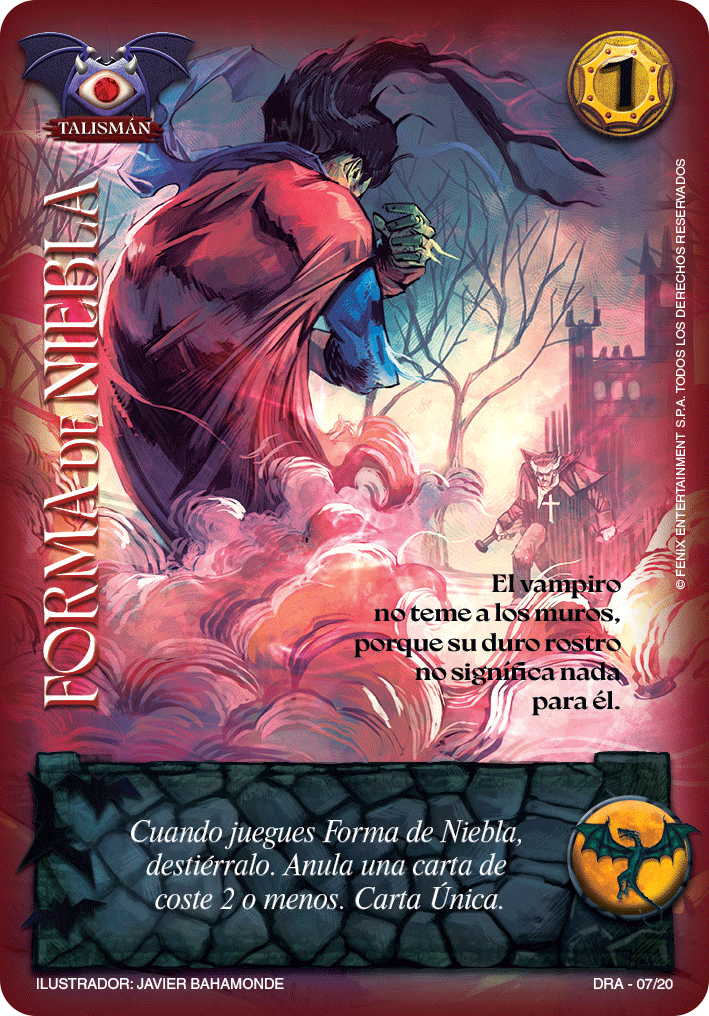 TALISMÁN
1
FORMA DE NIEBLA
© FENIX ENTERTAINMENT S.P.A. TODOS LOS DERECHOS RESERVADOS
El vampiro
no teme a los muros,
porque su duro rostro
no significa nada
para él.
Cuando juegues Forma de Niebla,
destiérralo. Anula una carta de
coste 2 o menos. Carta Única.
ILUSTRADOR: JAVIER BAHAMONDE
DRA - 07/20